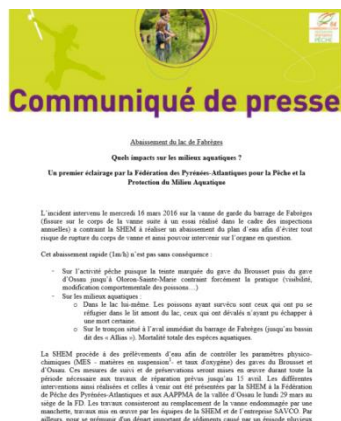 Communiqué de presse
Abaissement du lac de Fabrèges
Quels impacts sur les milieux aquatiques ?
Un premier éclairage par la Fédération des Pyrénées-Atlantiques pour la Pêche et la
Protection du Milieu Aquatique
L'incident intervenu le mercredi 16 mars 2016 sur la vanne de garde du barrage de Fabrèges
(fissure sur le corps de la vanne suite à un essai réalisé dans le cadre des inspections
annuelles) a contraint la SHEM à réaliser un abaissement du plan d'eau afin d'éviter tout
risque de rupture du corps de vanne et ainsi pouvoir intervenir sur l'organe en question.
Cet abaissement rapide (1m/h) n'est pas sans conséquence :
- Sur l'activité pêche puisque la teinte marquée du gave du Brousset puis du gave
d'Ossau jusqu'à Oloron-Sainte-Marie contraint forcément la pratique (visibilité,
modification comportementale des poissons…)
- Sur les milieux aquatiques :
o Dans le lac lui-même. Les poissons ayant survécu sont ceux qui ont pu se
réfugier dans le lit amont du lac, ceux qui ont dévalés n'ayant pu échapper à
une mort certaine.
o Sur le tronçon situé à l'aval immédiat du barrage de Fabrèges (jusqu'au bassin
dit des « Allias »). Mortalité totale des espèces aquatiques.
La SHEM procède à des prélèvements d'eau afin de contrôler les paramètres physico-
chimiques (MES - matières en suspension - et taux d'oxygène) des gaves du Brousset et
d'Ossau. Ces mesures de suivi et de préservations seront mises en œuvre durant toute la
période nécessaire aux travaux de réparation prévus jusqu'au 15 avril. Les différentes
interventions ainsi réalisées et celles à venir ont été présentées par la SHEM à la Fédération
de Pêche des Pyrénées-Atlantiques et aux AAPPMA de la vallée d'Ossau le lundi 29 mars au
siège de la FD. Les travaux consisteront au remplacement de la vanne endommagée par une
manchette, travaux mis en œuvre par les équipes de la SHEM et de l'entreprise SAVCO. Par